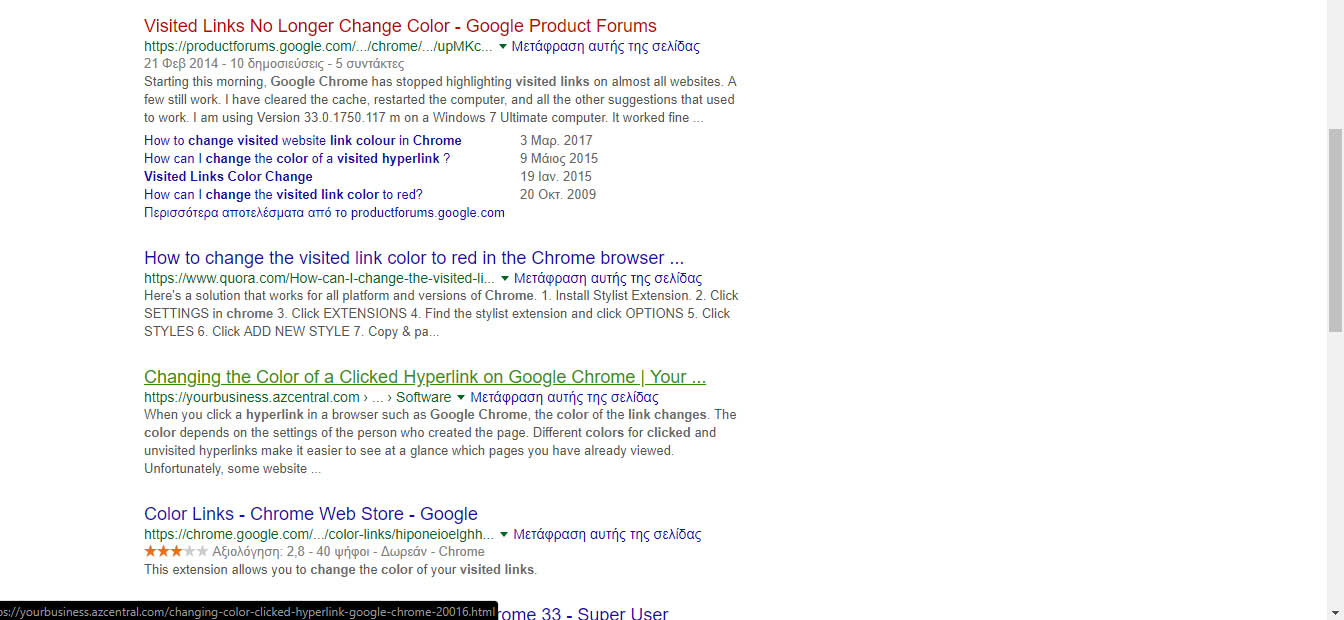 Visited Links No Longer Change Color - Google Product Forums
https://productforums.google.com/.../chrome/.../upMKc... Μετάφραση αυτής της σελίδας
21 Φεβ 2014 - 10 δημοσιεύσεις - 5 συντάκτες
Starting this morning, Google Chrome has stopped highlighting visited links on almost all websites. A
few still work. I have cleared the cache, restarted the computer, and all the other suggestions that used
to work. I am using Version 33.0.1750.117 m on a Windows 7 Ultimate computer. It worked fine ...
How to change visited website link colour in Chrome 3 Μαρ. 2017
How can I change the color of a visited hyperlink ? 9 Μάιος 2015
Visited Links Color Change 19 Ιαν. 2015
How can I change the visited link color to red? 20 Οκτ. 2009
Περισσότερα αποτελέσματα από το productforums.google.com
How to change the visited link color to red in the Chrome browser ...
https://www.quora.com/How-can-I-change-the-visited-li... Μετάφραση αυτής της σελίδας
Here's a solution that works for all platform and versions of Chrome. 1. Install Stylist Extension. 2. Click
SETTINGS in chrome 3. Click EXTENSIONS 4. Find the stylist extension and click OPTIONS 5. Click
STYLES 6. Click ADD NEW STYLE 7. Copy & pa...
Changing the Color of a Clicked Hyperlink on Google Chrome | Your ...
https://yourbusiness.azcentral.com › ... › Software Μετάφραση αυτής της σελίδας
When you click a hyperlink in a browser such as Google Chrome, the color of the link changes. The
color depends on the settings of the person who created the page. Different colors for clicked and
unvisited hyperlinks make it easier to see at a glance which pages you have already viewed.
Unfortunately, some website ...
Color Links - Chrome Web Store - Google
https://chrome.google.com/.../color-links/hiponeioelghh... Μετάφραση αυτής της σελίδας
Αξιολόγηση: 2,8 - 40 ψήφοι - Δωρεάν - Chrome
This extension allows you to change the color of your visited links.
ps://yourbusiness.azcentral.com/changing-color-clicked-hyperlink-google-chrome-20016.html
rome 33 - Super User